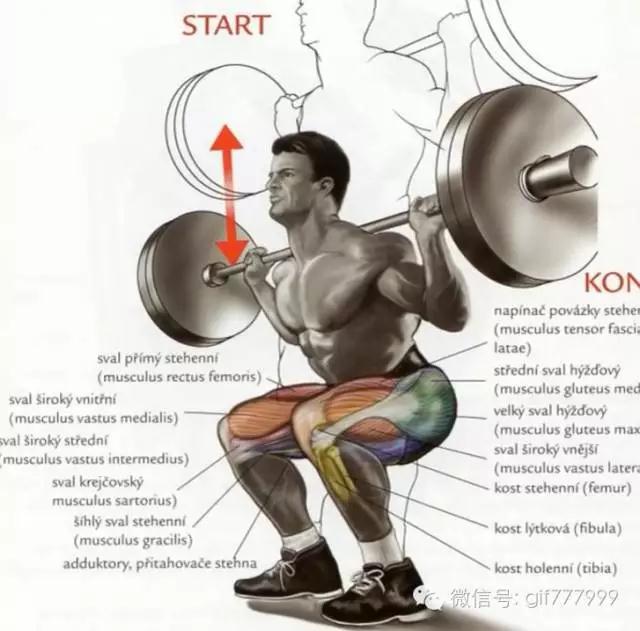 START
KON
napínač povázky stehen
(musculus tensor fascia
latae)
sval přímý stehenní
(musculus rectus femoris)
střední sval hýžďový
(musculus gluteus med
sval široký vnitřní
(musculus vastus medialis)
velký sval hýžďový
(musculus gluteus max
sval široký střední
(musculus vastus intermedius)
sval široký vnější
(musculus vastus latera
sval krejčovský
musculus sartorius)
kost stehenní (femur)
šíhlý sval stehenní
(musculus gracilis)
kost lýtková (fibula)
adduktory, přitahovače stehna
kost holenní (tibia)
微信号: gif777999